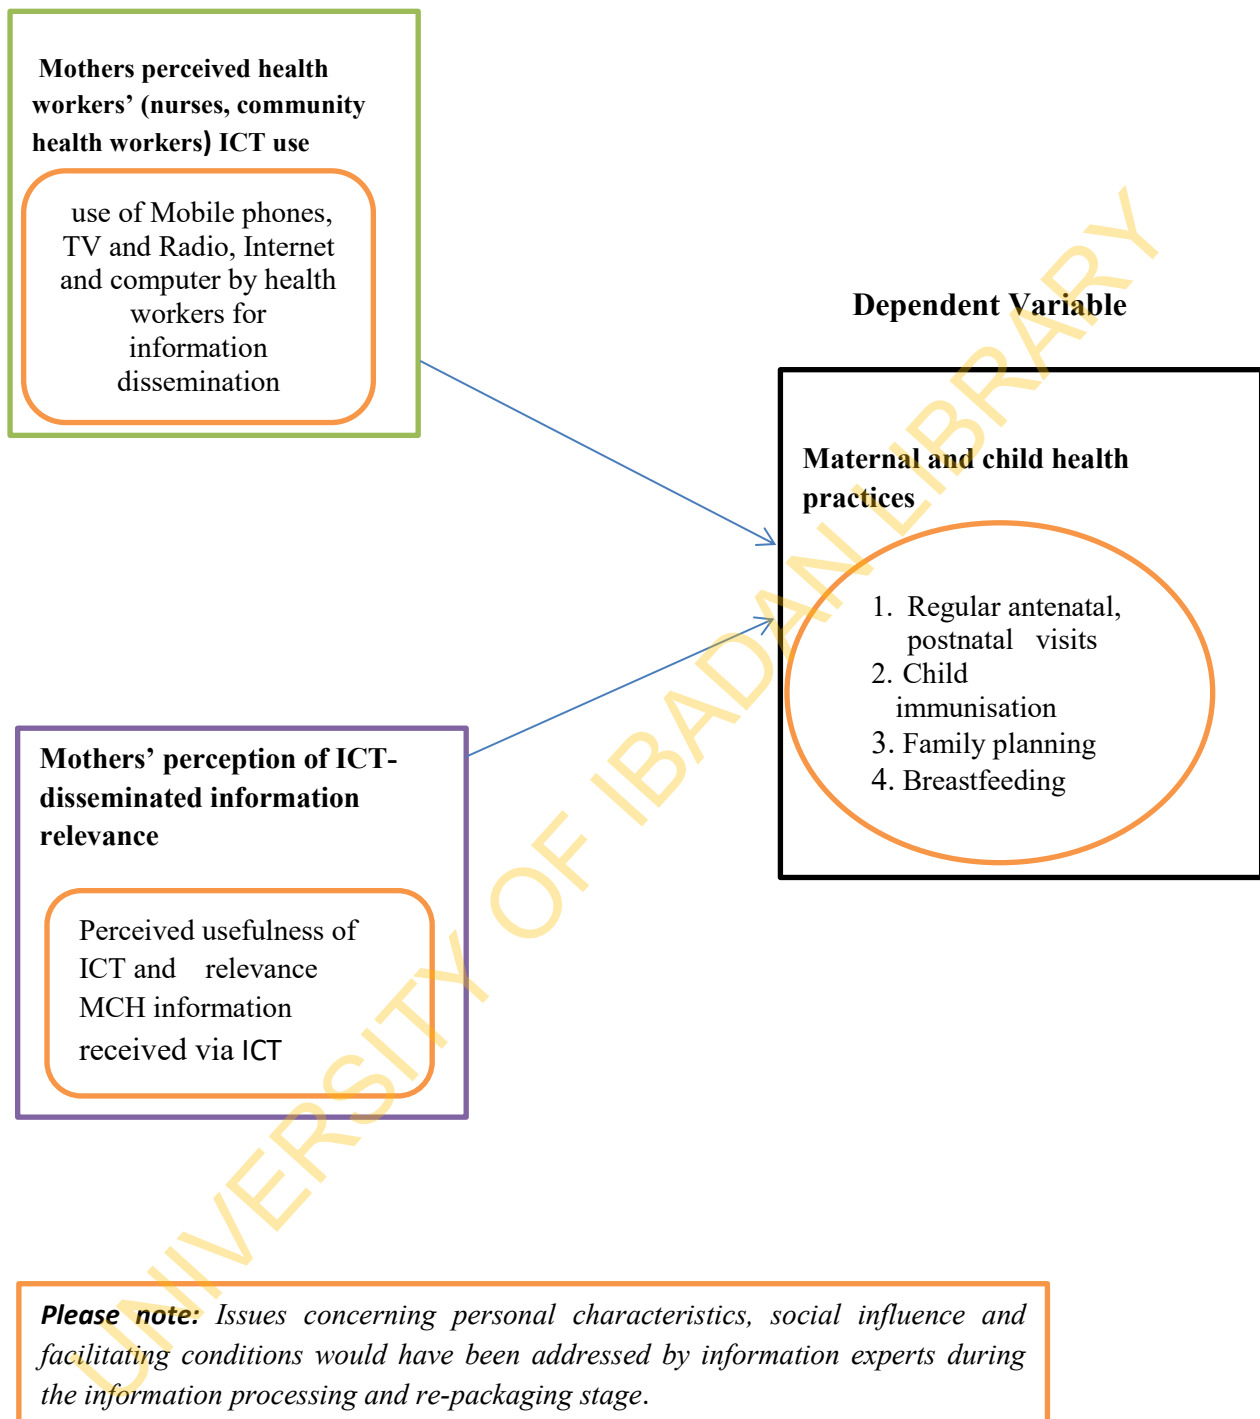 Mothers perceived health
workers’ (nurses, community
health workers) ICT use
use of Mobile phones,
TV and Radio, Internet
and computer by health
workers for
information
dissemination
Dependent Variable
Maternal and child health
practices
1. Regular antenatal,
postnatal visits
2. Child
immunisation
3. Family planning
4. Breastfeeding
Mothers’ perception of ICT-
disseminated information
relevance
Perceived usefulness of
ICT and relevance
MCH information
received via ICT
Please note: Issues concerning personal characteristics, social influence and
facilitating conditions would have been addressed by information experts during
the information processing and re-packaging stage.
UNIVERSITY OF IBADAN LIBRARY